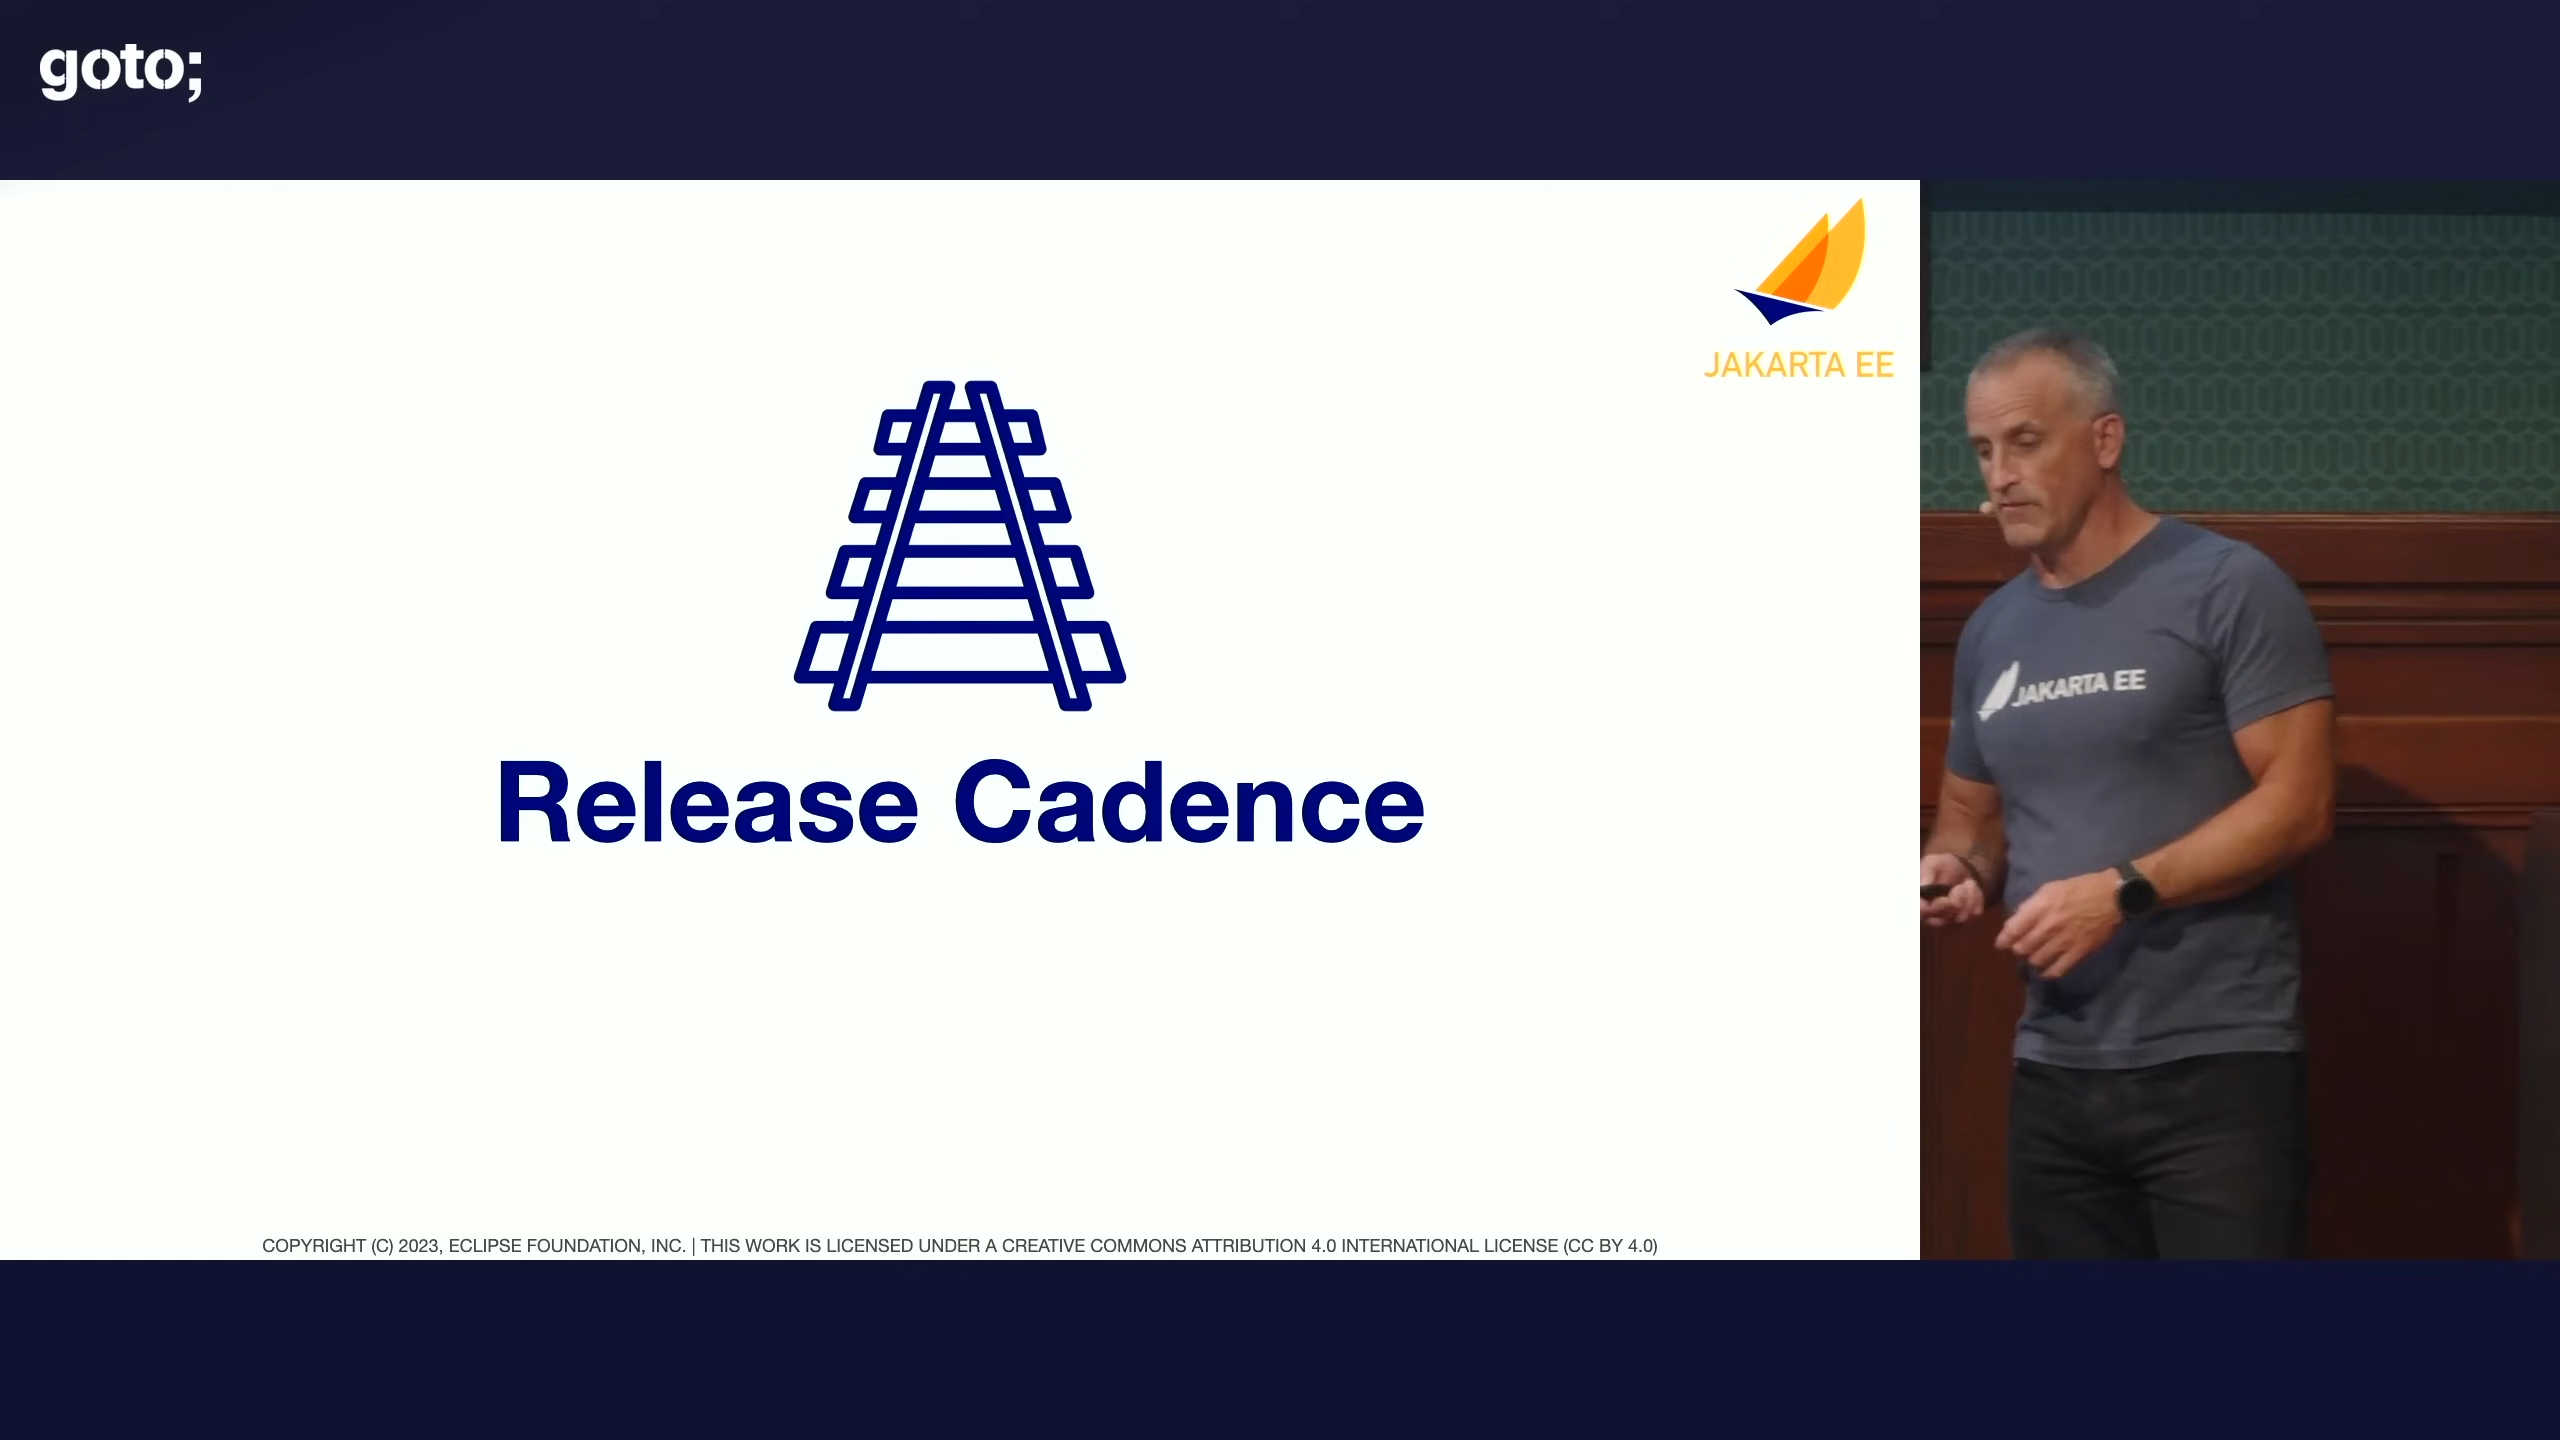 goto;
JAKARTA EE
Release Cadence
JAKARTA EE
COPYRIGHT (C) 2023, ECLIPSE FOUNDATION, INC. | THIS WORK IS LICENSED UNDER A CREATIVE COMMONS ATTRIBUTION 4.0 INTERNATIONAL LICENSE (CC BY 4.0)